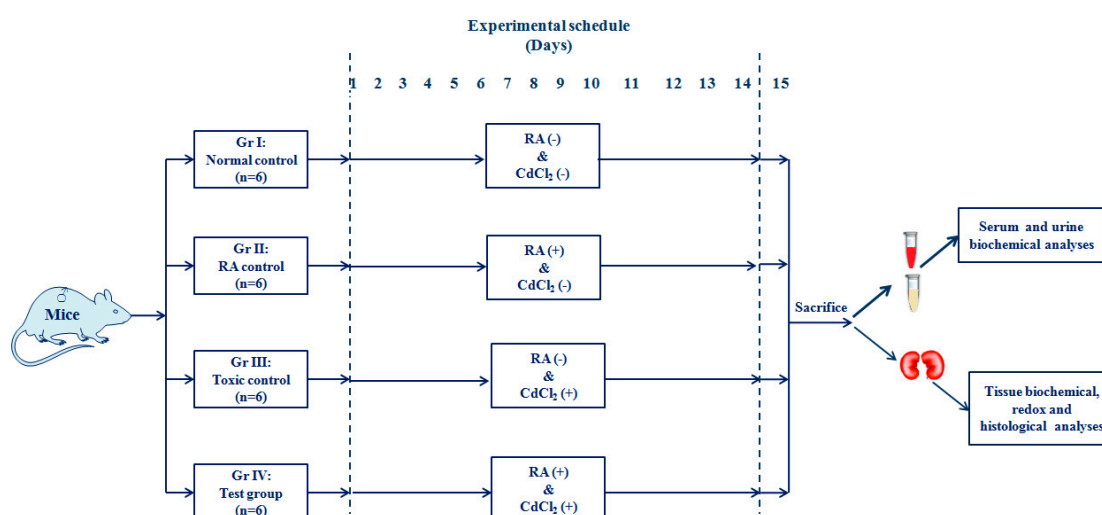 Experimental schedule
(Days)
1 2 3 4 5 6 7 8 9 10 11 12 13 14 15
Gr I:
Normal control
(n=6)
RA (-)
&
CdCl₂ (-)
Gr II:
RA control
(n=6)
RA (+)
&
CdCl₂ (-)
Mice
♂
Gr III:
Toxic control
(n=6)
RA (-)
&
CdCl₂ (+)
Gr IV:
Test group
(n=6)
RA (+)
&
CdCl₂ (+)
Sacrifice
Serum and urine
biochemical analyses
Tissue biochemical,
redox and
histological analyses